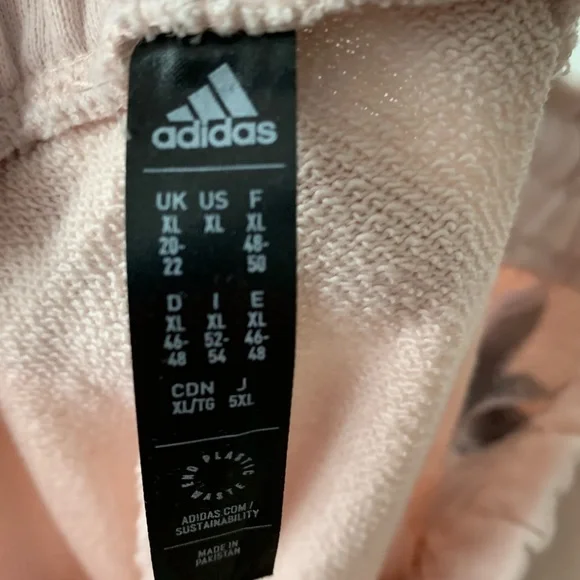 adidas
UK US F
XL XL XL
20- 48-
22 50
D I E
XL XL XL
46- 52- 46-
48 54 48
CDN J
XL/TG 5XL
END PLASTIC WASTE
ADIDAS.COM/
SUSTAINABILITY
MADE IN
PAKISTAN